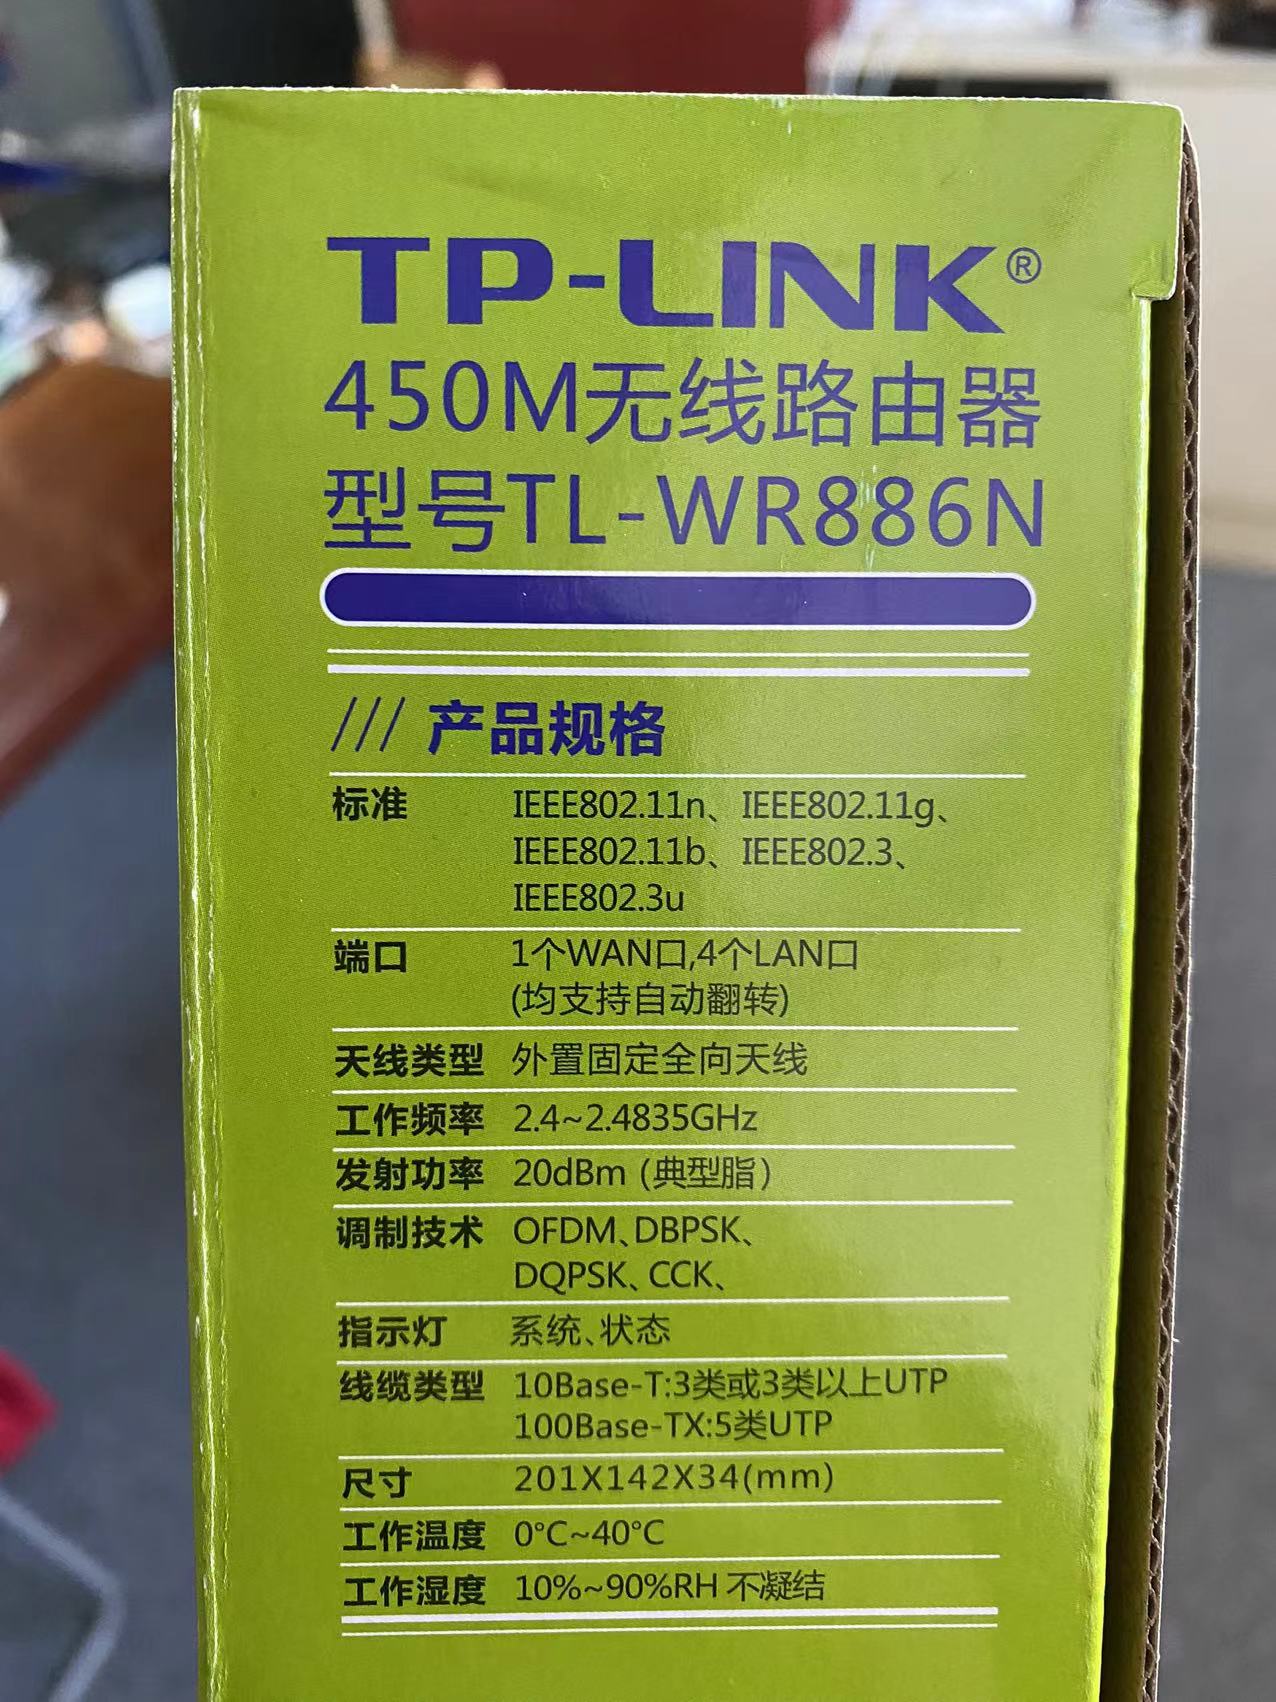 TP-LINK®
450M无线路由器
型号TL-WR886N
/// 产品规格
标准 IEEE802.11n、IEEE802.11g、
IEEE802.11b、IEEE802.3、
IEEE802.3u
端口 1个WAN口,4个LAN口
(均支持自动翻转)
天线类型 外置固定全向天线
工作频率 2.4~2.4835GHz
发射功率 20dBm (典型脂)
调制技术 OFDM、DBPSK、
DQPSK、CCK、
指示灯 系统、状态
线缆类型 10Base-T:3类或3类以上UTP
100Base-TX:5类UTP
尺寸 201X142X34(mm)
工作温度 0°C~40°C
工作湿度 10%~90%RH 不凝结